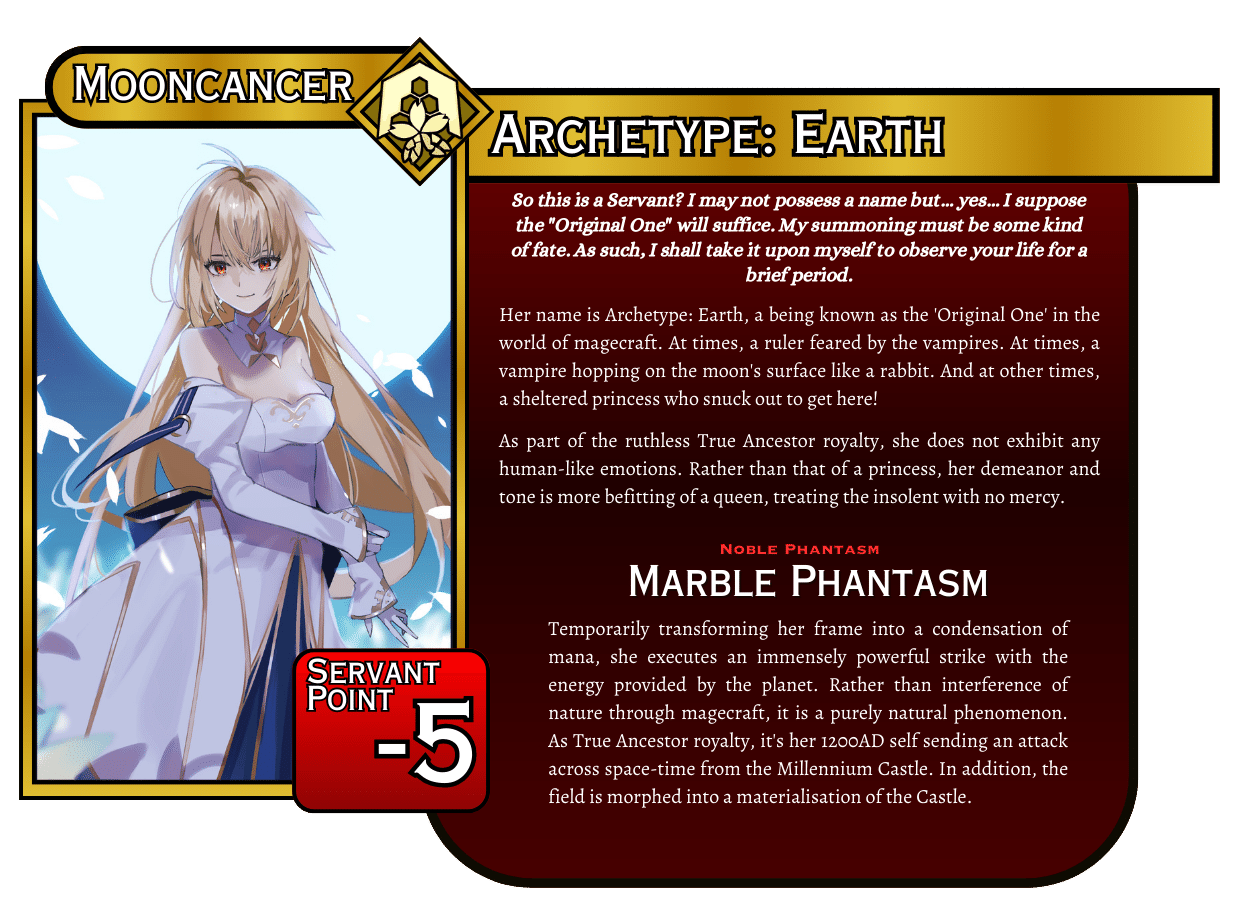 Mooncancer
Archetype: Earth
So this is a Servant? I may not possess a name but... yes... I suppose
the "Original One" will suffice. My summoning must be some kind
of fate. As such, I shall take it upon myself to observe your life for a
brief period.
Her name is Archetype: Earth, a being known as the 'Original One' in the
world of magecraft. At times, a ruler feared by the vampires. At times, a
vampire hopping on the moon's surface like a rabbit. And at other times,
a sheltered princess who snuck out to get here!
As part of the ruthless True Ancestor royalty, she does not exhibit any
human-like emotions. Rather than that of a princess, her demeanor and
tone is more befitting of a queen, treating the insolent with no mercy.
Noble Phantasm
Marble Phantasm
Temporarily transforming her frame into a condensation of
mana, she executes an immensely powerful strike with the
energy provided by the planet. Rather than interference of
nature through magecraft, it is a purely natural phenomenon.
As True Ancestor royalty, it's her 1200AD self sending an attack
across space-time from the Millennium Castle. In addition, the
field is morphed into a materialisation of the Castle.
Servant
Point
-5